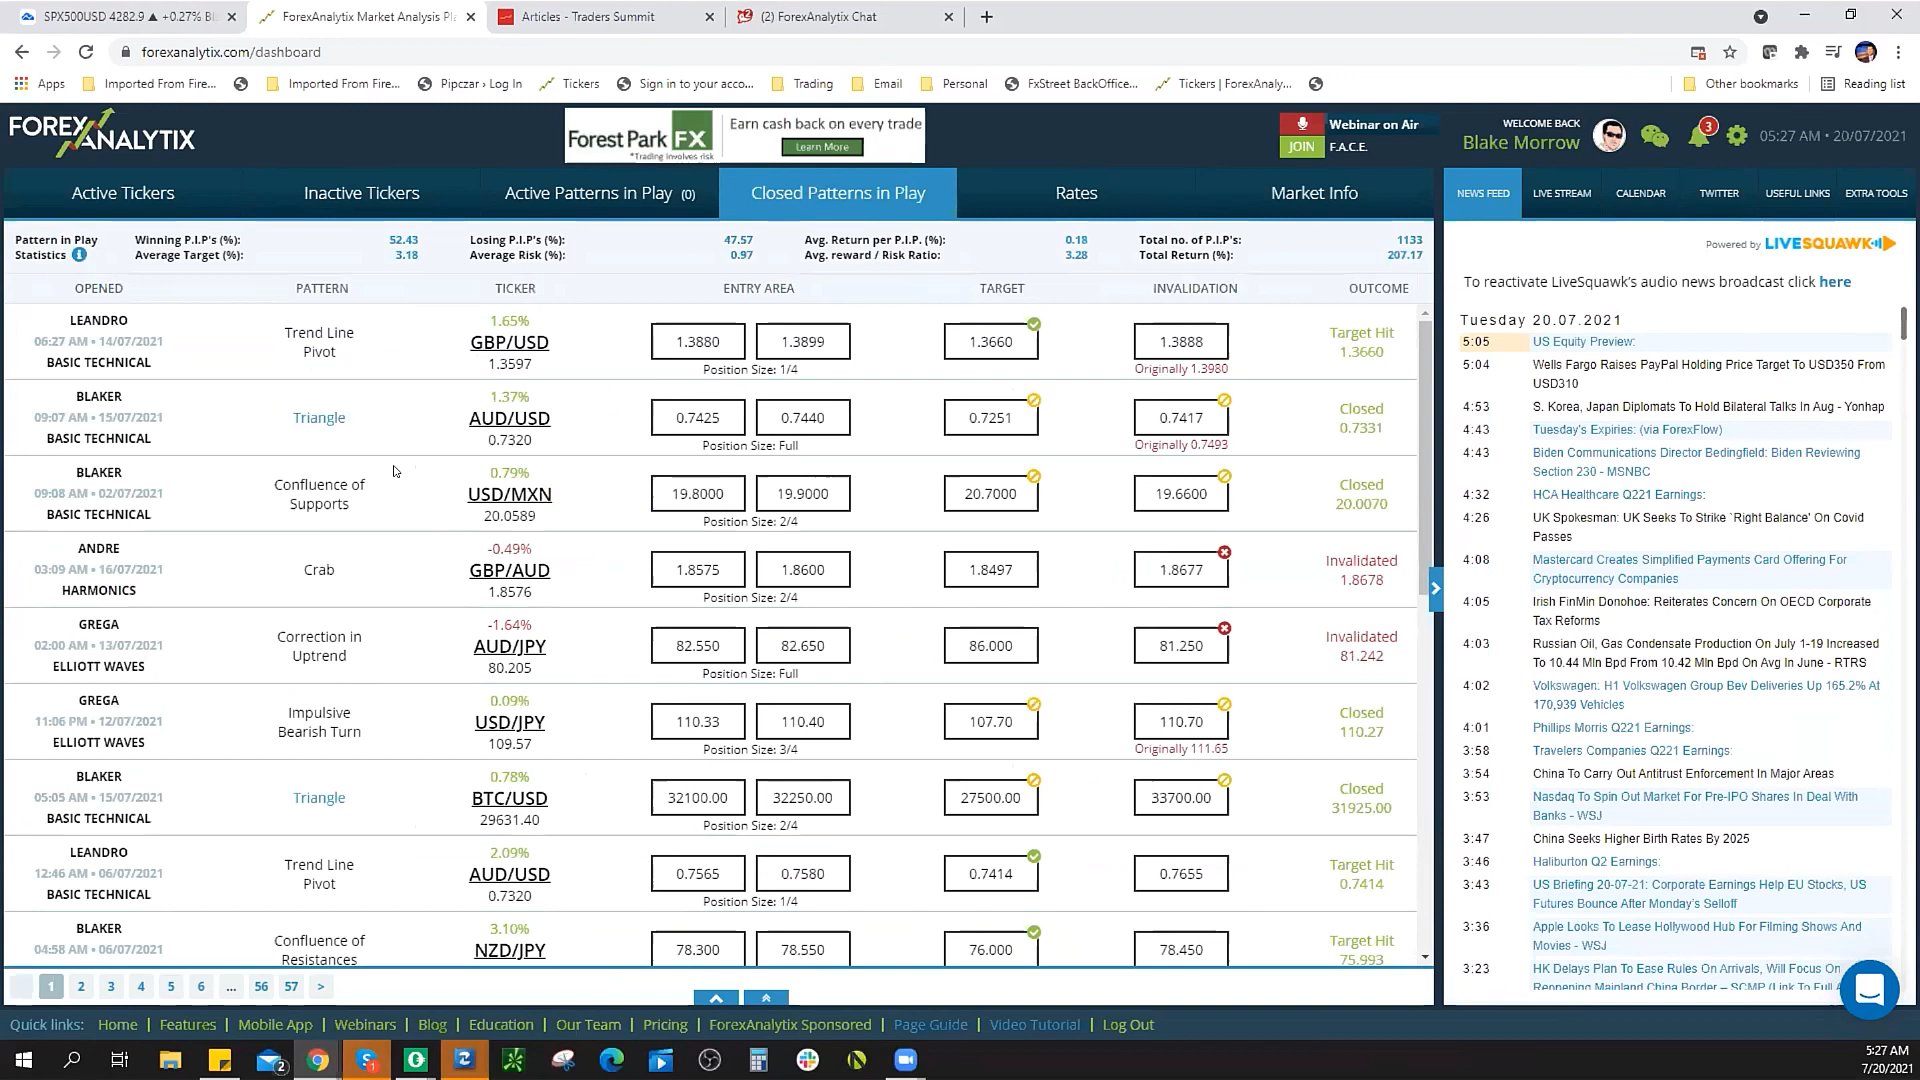 SPX500USD 4282.9 ▲ +0.27%
ForexAnalytix Market Analysis Pl
Articles - Traders Summit
(2) ForexAnalytix Chat
forexanalytix.com/dashboard
Apps
Imported From Fire...
Imported From Fire...
Pipczar › Log In
Tickers
Sign in to your acco...
Trading
Email
Personal
FxStreet BackOffice...
Tickers | ForexAnaly...
Other bookmarks
Reading list
FOREX ANALYTIX
Forest Park FX
*Trading involves risk
Earn cash back on every trade
Learn More
Webinar on Air
JOIN F.A.C.E.
WELCOME BACK
Blake Morrow
3
05:27 AM • 20/07/2021
Active Tickers
Inactive Tickers
Active Patterns in Play (0)
Closed Patterns in Play
Rates
Market Info
NEWS FEED
LIVE STREAM
CALENDAR
TWITTER
USEFUL LINKS
EXTRA TOOLS
Pattern in Play Winning P.I.P's (%): 52.43 Losing P.I.P's (%): 47.57 Avg. Return per P.I.P. (%): 0.18 Total no. of P.I.P's: 1133
Statistics Average Target (%): 3.18 Average Risk (%): 0.97 Avg. reward / Risk Ratio: 3.28 Total Return (%): 207.17
OPENED PATTERN TICKER ENTRY AREA TARGET INVALIDATION OUTCOME
LEANDRO
06:27 AM • 14/07/2021
BASIC TECHNICAL
Trend Line
Pivot
1.65%
GBP/USD
1.3597
1.3880 1.3899
Position Size: 1/4
1.3660
1.3888
Originally 1.3980
Target Hit
1.3660
BLAKER
09:07 AM • 15/07/2021
BASIC TECHNICAL
Triangle
1.37%
AUD/USD
0.7320
0.7425 0.7440
Position Size: Full
0.7251
0.7417
Originally 0.7493
Closed
0.7331
BLAKER
09:08 AM • 02/07/2021
BASIC TECHNICAL
Confluence of
Supports
0.79%
USD/MXN
20.0589
19.8000 19.9000
Position Size: 2/4
20.7000
19.6600
Closed
20.0070
ANDRE
03:09 AM • 16/07/2021
HARMONICS
Crab
-0.49%
GBP/AUD
1.8576
1.8575 1.8600
Position Size: 2/4
1.8497
1.8677
Invalidated
1.8678
GREGA
02:00 AM • 13/07/2021
ELLIOTT WAVES
Correction in
Uptrend
-1.64%
AUD/JPY
80.205
82.550 82.650
Position Size: Full
86.000
81.250
Invalidated
81.242
GREGA
11:06 PM • 12/07/2021
ELLIOTT WAVES
Impulsive
Bearish Turn
0.09%
USD/JPY
109.57
110.33 110.40
Position Size: 3/4
107.70
110.70
Originally 111.65
Closed
110.27
BLAKER
05:05 AM • 15/07/2021
BASIC TECHNICAL
Triangle
0.78%
BTC/USD
29631.40
32100.00 32250.00
Position Size: 2/4
27500.00
33700.00
Closed
31925.00
LEANDRO
12:46 AM • 06/07/2021
BASIC TECHNICAL
Trend Line
Pivot
2.09%
AUD/USD
0.7320
0.7565 0.7580
Position Size: 1/4
0.7414
0.7655
Target Hit
0.7414
BLAKER
04:58 AM • 06/07/2021
Confluence of
Resistances
3.10%
NZD/JPY
78.300 78.550
76.000
78.450
Target Hit
75.993
1 2 3 4 5 6 ... 56 57 >
Powered by LIVESQUAWK
To reactivate LiveSquawk's audio news broadcast click here
Tuesday 20.07.2021
5:05 US Equity Preview:
5:04 Wells Fargo Raises PayPal Holding Price Target To USD350 From
USD310
4:53 S. Korea, Japan Diplomats To Hold Bilateral Talks In Aug - Yonhap
4:43 Tuesday's Expiries: (via ForexFlow)
4:43 Biden Communications Director Bedingfield: Biden Reviewing
Section 230 - MSNBC
4:32 HCA Healthcare Q221 Earnings:
4:26 UK Spokesman: UK Seeks To Strike `Right Balance' On Covid
Passes
4:08 Mastercard Creates Simplified Payments Card Offering For
Cryptocurrency Companies
4:05 Irish FinMin Donohoe: Reiterates Concern On OECD Corporate
Tax Reforms
4:03 Russian Oil, Gas Condensate Production On July 1-19 Increased
To 10.44 Mln Bpd From 10.42 Mln Bpd On Avg In June - RTRS
4:02 Volkswagen: H1 Volkswagen Group Bev Deliveries Up 165.2% At
170,939 Vehicles
4:01 Phillips Morris Q221 Earnings:
3:58 Travelers Companies Q221 Earnings:
3:54 China To Carry Out Antitrust Enforcement In Major Areas
3:53 Nasdaq To Spin Out Market For Pre-IPO Shares In Deal With
Banks - WSJ
3:47 China Seeks Higher Birth Rates By 2025
3:46 Haliburton Q2 Earnings:
3:43 US Briefing 20-07-21: Corporate Earnings Help EU Stocks, US
Futures Bounce After Monday's Selloff
3:36 Apple Looks To Lease Hollywood Hub For Filming Shows And
Movies - WSJ
3:23 HK Delays Plan To Ease Rules On Arrivals, Will Focus On
Reopening Mainland China Border – SCMP (Link To Full
Quick links: Home | Features | Mobile App | Webinars | Blog | Education | Our Team | Pricing | ForexAnalytix Sponsored | Page Guide | Video Tutorial | Log Out
2
1
5:27 AM
7/20/2021